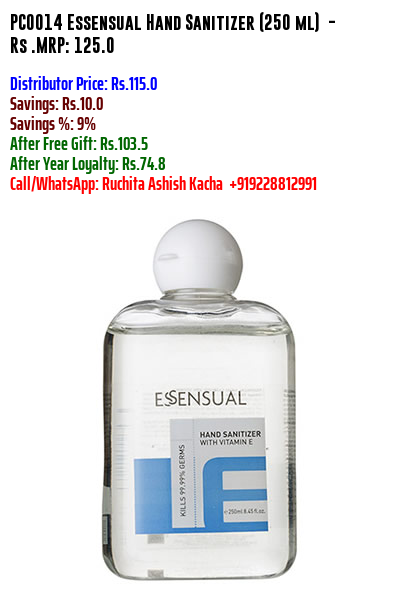 PC0014 Essensual Hand Sanitizer (250 ml) -
Rs .MRP: 125.0
Distributor Price: Rs.115.0
Savings: Rs.10.0
Savings %: 9%
After Free Gift: Rs.103.5
After Year Loyalty: Rs.74.8
Call/WhatsApp: Ruchita Ashish Kacha +919228812991
ESSENSUAL
HAND SANITIZER
WITH VITAMIN E
KILLS 99.99% GERMS
e 250ml 8.45 fl.oz.